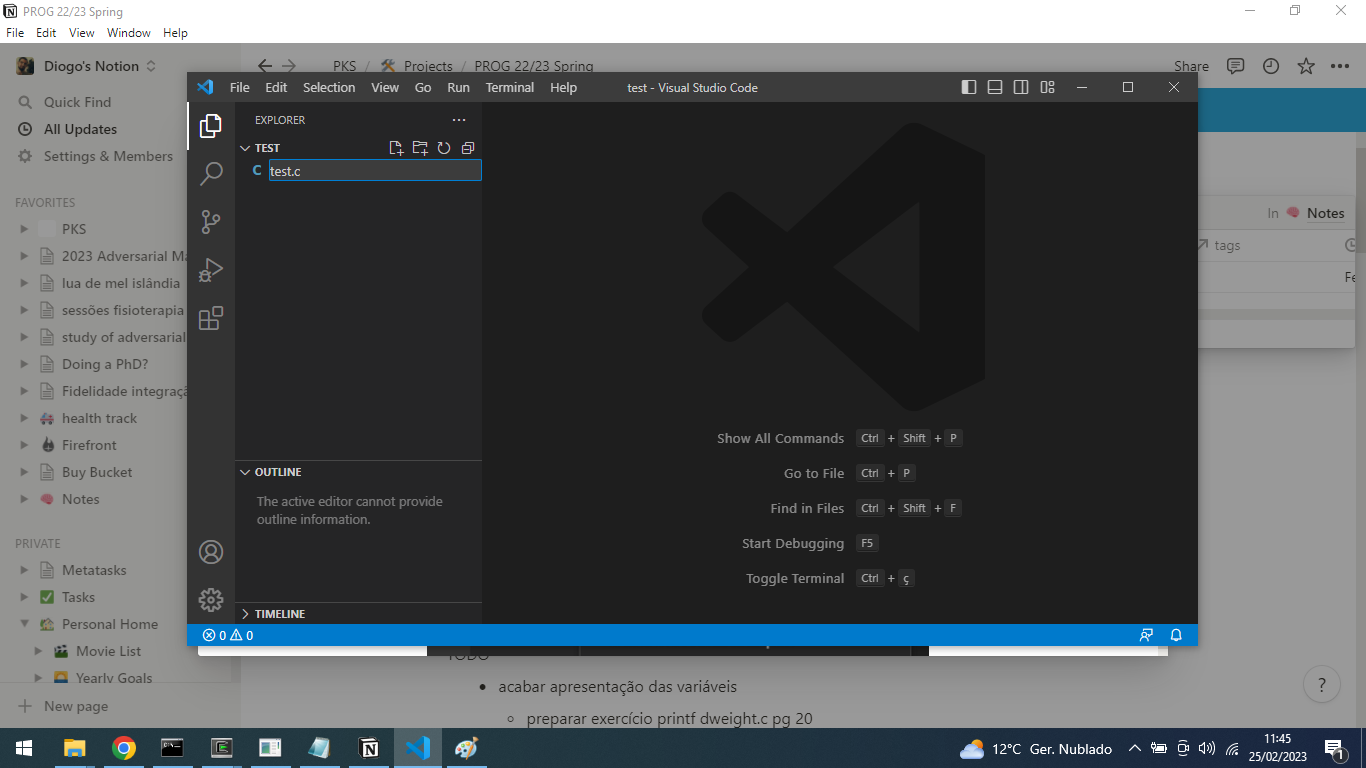 PROG 22/23 Spring
File Edit View Window Help
Diogo's Notion
PKS / Projects / PROG 22/23 Spring
Share
Quick Find
All Updates
Settings & Members
FAVORITES
PKS
2023 Adversarial Ma
lua de mel islândia
sessões fisioterapia
study of adversarial
Doing a PhD?
Fidelidade integraçã
health track
Firefront
Buy Bucket
Notes
PRIVATE
Metatasks
Tasks
Personal Home
Movie List
Yearly Goals
New page
File Edit Selection View Go Run Terminal Help
test - Visual Studio Code
EXPLORER
TEST
C test.c
OUTLINE
The active editor cannot provide
outline information.
TIMELINE
Show All Commands Ctrl + Shift + P
Go to File Ctrl + P
Find in Files Ctrl + Shift + F
Start Debugging F5
Toggle Terminal Ctrl + ç
0 0
In Notes
tags
Fe
TODO
acabar apresentação das variáveis
preparar exercício printf dweight.c pg 20
?
12°C Ger. Nublado
11:45
25/02/2023
1